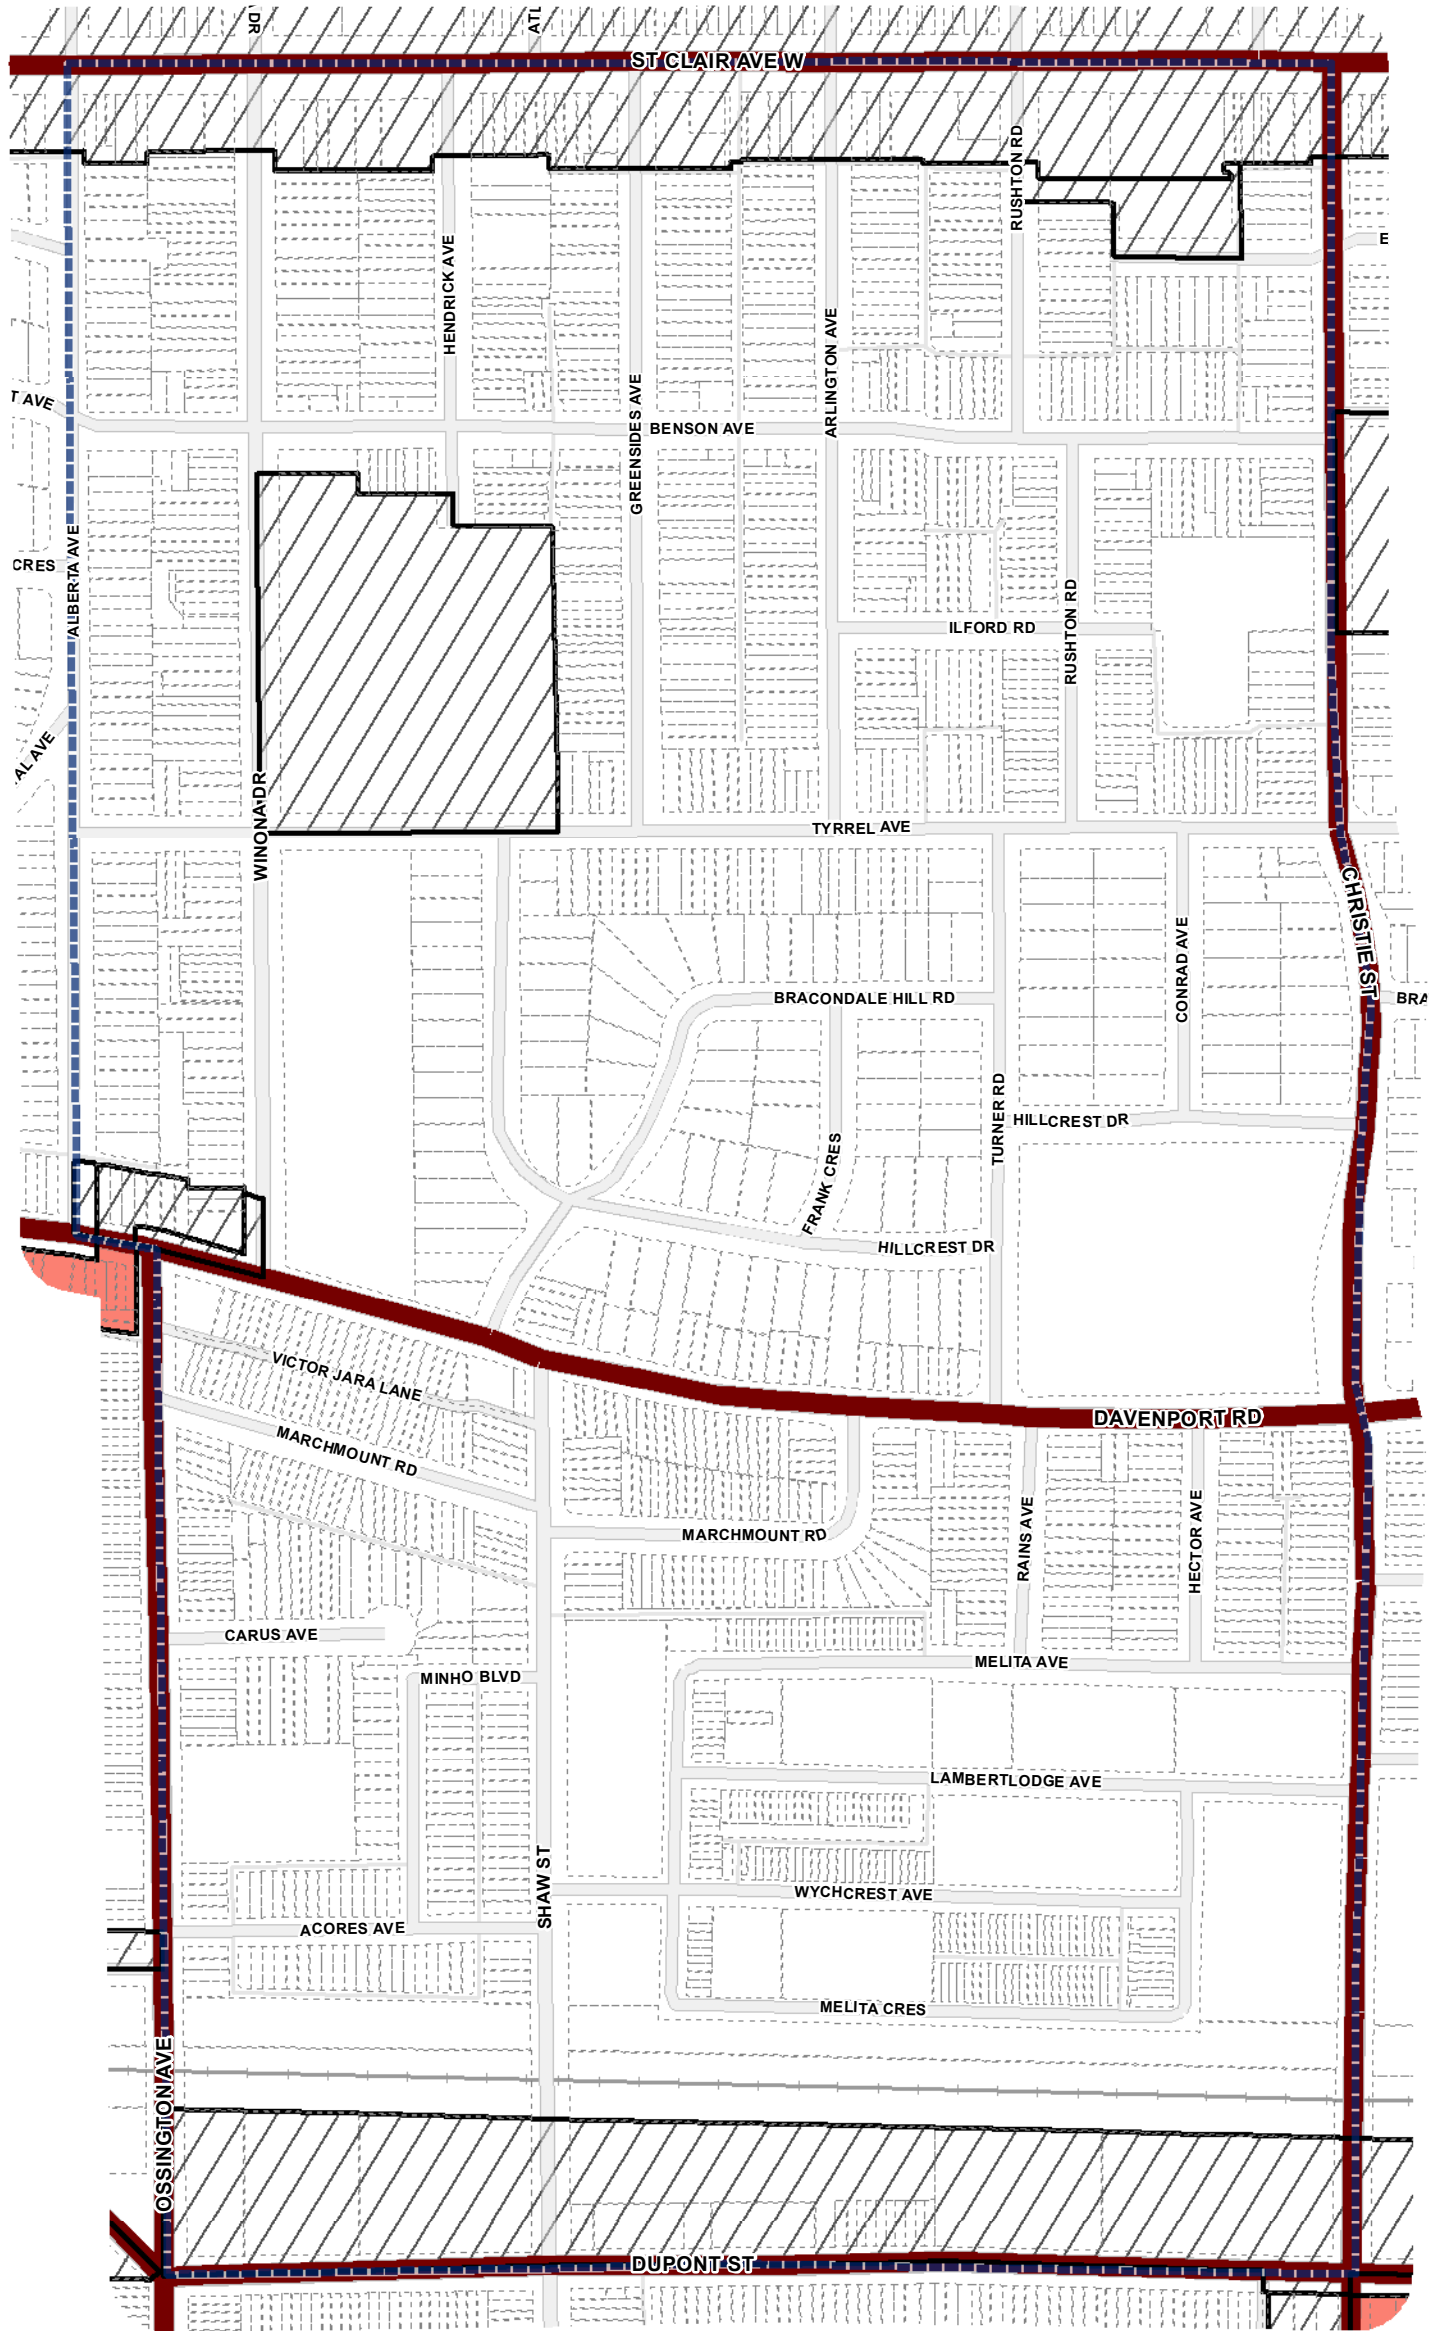 DR
ATL
ST CLAIR AVE W
RUSHTON RD
E
HENDRICK AVE
ARLINGTON AVE
GREENSIDES AVE
T AVE
BENSON AVE
CRES
ALBERTA AVE
RUSHTON RD
ILFORD RD
AL AVE
WINONA DR
TYRREL AVE
CHRISTIE ST
CONRAD AVE
BRACONDALE HILL RD
BRA
TURNER RD
HILLCREST DR
FRANK CRES
HILLCREST DR
VICTOR JARA LANE
DAVENPORT RD
MARCHMOUNT RD
MARCHMOUNT RD
RAINS AVE
HECTOR AVE
CARUS AVE
MELITA AVE
MINHO BLVD
LAMBERTLODGE AVE
SHAW ST
WYCHCREST AVE
ACORES AVE
MELITA CRES
OSSINGTON AVE
DUPONT ST